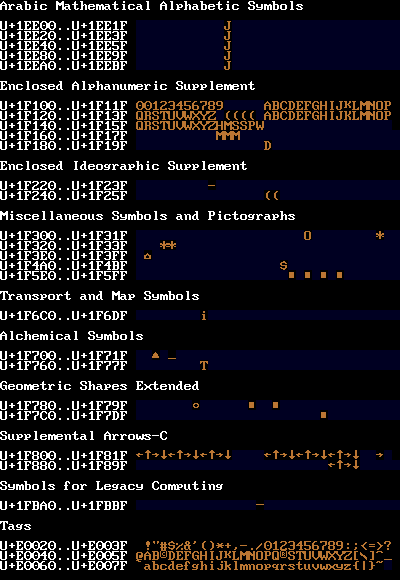 Arabic Mathematical Alphabetic Symbols
U+1EE00..U+1EE1F J
U+1EE20..U+1EE3F J
U+1EE40..U+1EE5F J
U+1EE80..U+1EE9F J
U+1EEA0..U+1EEBF J
Enclosed Alphanumeric Supplement
U+1F100..U+1F11F 00123456789 ABCDEFGHIJKLMNOP
U+1F120..U+1F13F QRSTUVWXYZ (((( ABCDEFGHIJKLMNOP
U+1F140..U+1F15F QRSTUVWXYZHMSSPW
U+1F160..U+1F17F MMM
U+1F180..U+1F19F D
Enclosed Ideographic Supplement
U+1F220..U+1F23F −
U+1F240..U+1F25F ((
Miscellaneous Symbols and Pictographs
U+1F300..U+1F31F O *
U+1F320..U+1F33F **
U+1F3E0..U+1F3FF ⌂
U+1F4A0..U+1F4BF $
U+1F5E0..U+1F5FF ▪ ▪ ▪ ▪
Transport and Map Symbols
U+1F6C0..U+1F6DF i
Alchemical Symbols
U+1F700..U+1F71F ▲ _
U+1F760..U+1F77F T
Geometric Shapes Extended
U+1F780..U+1F79F ○ ▪ ▪
U+1F7C0..U+1F7DF ▪
Supplemental Arrows-C
U+1F800..U+1F81F ←↑→↓←↑→↓←↑→↓ ←↑→↓←↑→↓←↑→↓ →
U+1F880..U+1F89F ←↑→↓
Symbols for Legacy Computing
U+1FBA0..U+1FBBF −
Tags
U+E0020..U+E003F !"#$%&'()*+,-./0123456789:;<=>?
U+E0040..U+E005F @ABCDEFGHIJKLMNOPQRSTUVWXYZ[\]^_
U+E0060..U+E007F `abcdefghijklmnopqrstuvwxyz{|}~